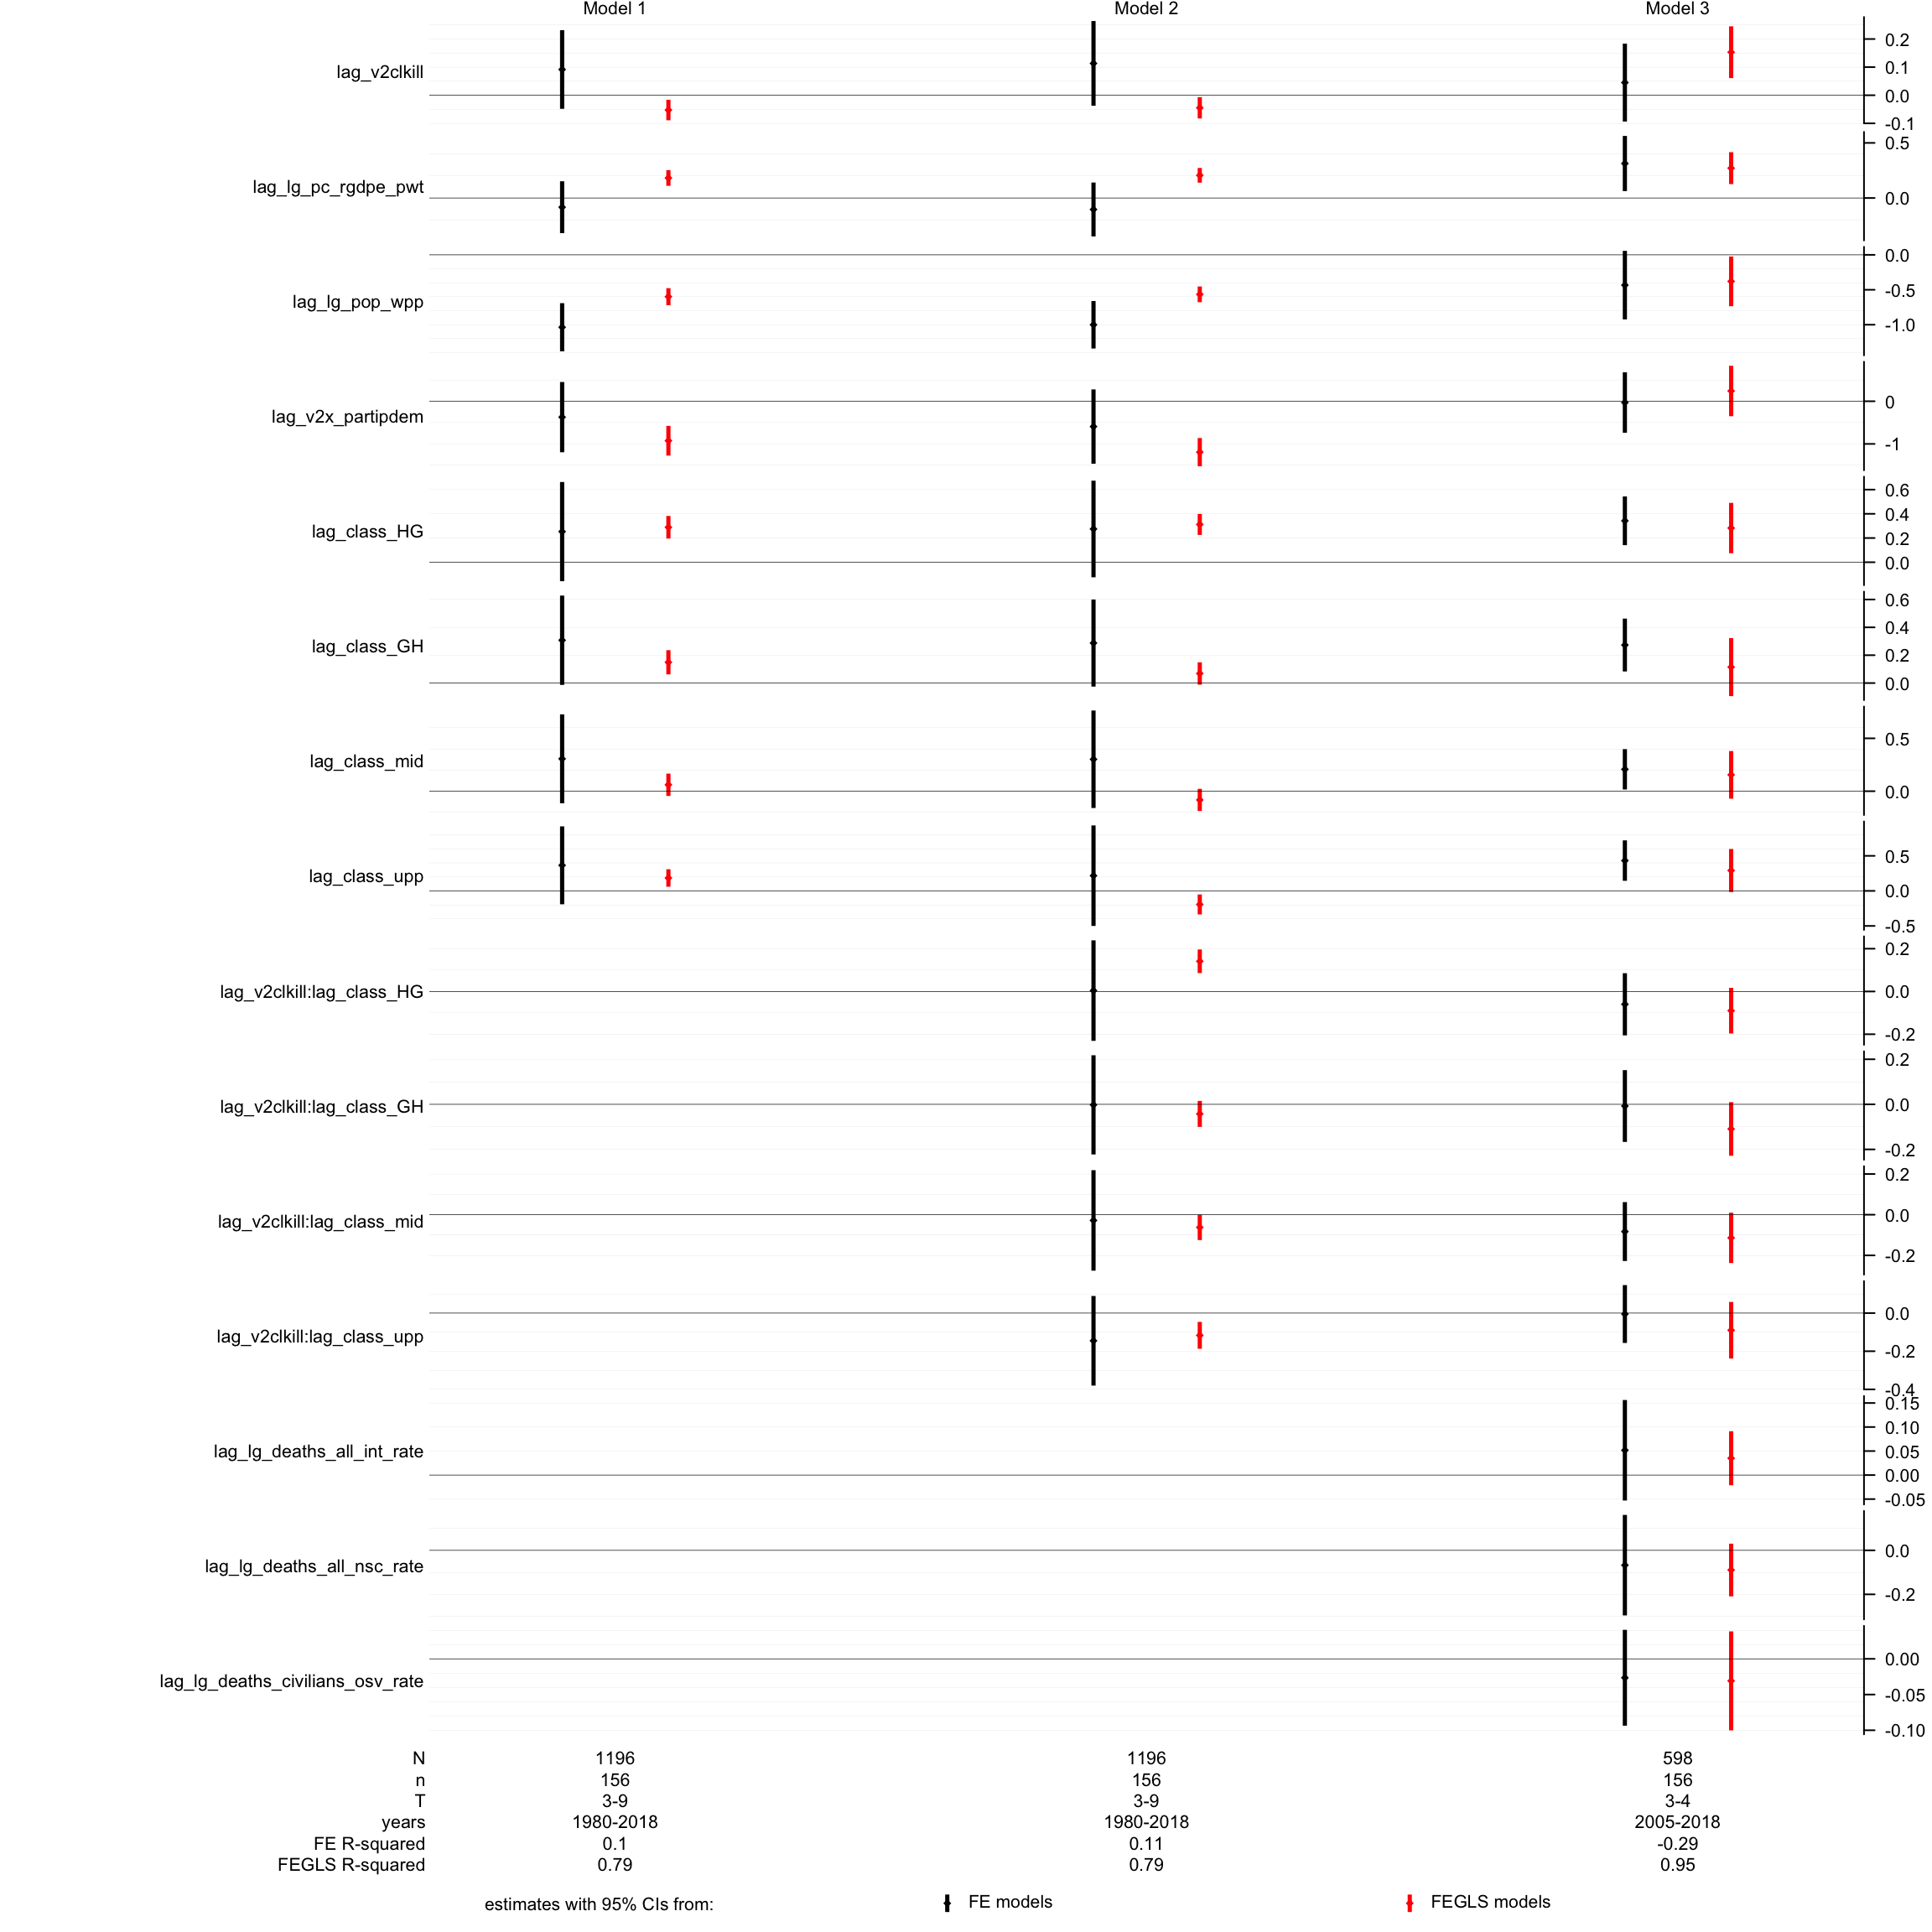 Model 1 Model 2 Model 3
lag_v2clkill
0.2
0.1
0.0
-0.1
lag_lg_pc_rgdpe_pwt
0.5
0.0
lag_lg_pop_wpp
0.0
-0.5
-1.0
lag_v2x_partipdem
0
-1
lag_class_HG
0.6
0.4
0.2
0.0
lag_class_GH
0.6
0.4
0.2
0.0
lag_class_mid
0.5
0.0
lag_class_upp
0.5
0.0
-0.5
lag_v2clkill:lag_class_HG
0.2
0.0
-0.2
lag_v2clkill:lag_class_GH
0.2
0.0
-0.2
lag_v2clkill:lag_class_mid
0.2
0.0
-0.2
lag_v2clkill:lag_class_upp
0.0
-0.2
-0.4
lag_lg_deaths_all_int_rate
0.15
0.10
0.05
0.00
-0.05
lag_lg_deaths_all_nsc_rate
0.0
-0.2
lag_lg_deaths_civilians_osv_rate
0.00
-0.05
-0.10
N 1196 1196 598
n 156 156 156
T 3-9 3-9 3-4
years 1980-2018 1980-2018 2005-2018
FE R-squared 0.1 0.11 -0.29
FEGLS R-squared 0.79 0.79 0.95
estimates with 95% CIs from: FE models FEGLS models